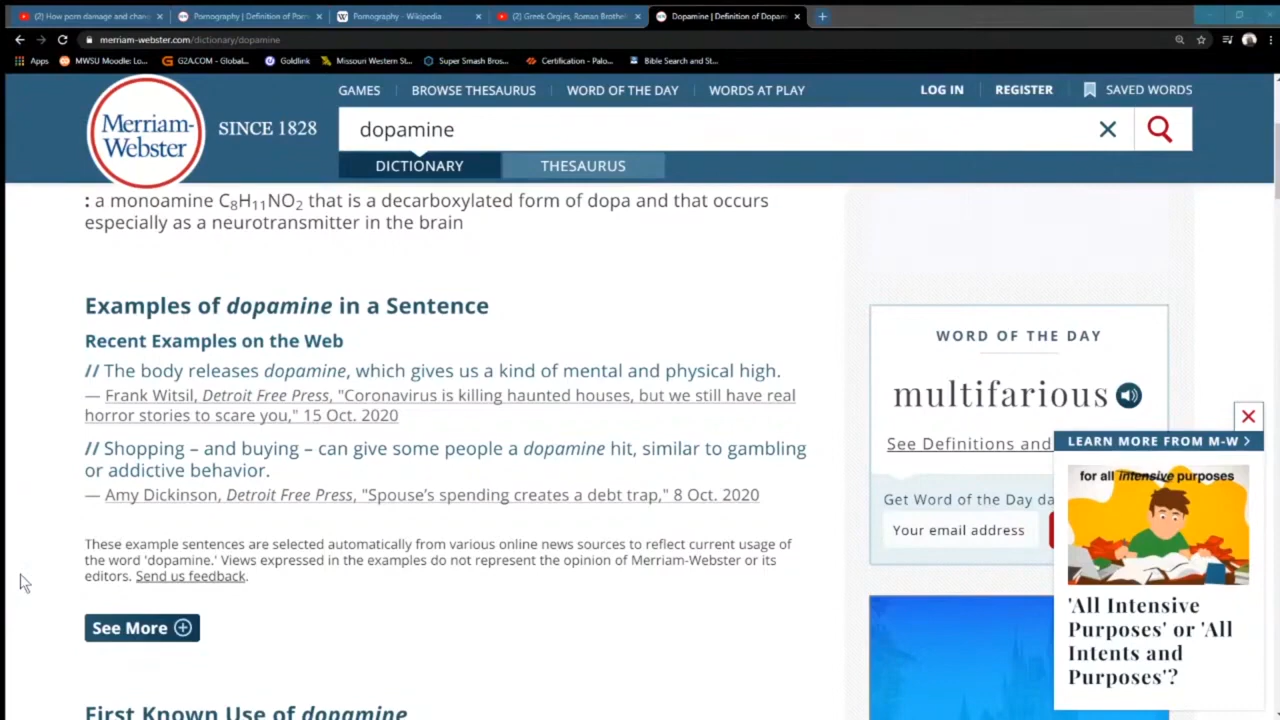 (2) How porn damage and chang
Pornography | Definition of Porn
Pornography - Wikipedia
(2) Greek Orgies, Roman Brothel
Dopamine | Definition of Dopam
merriam-webster.com/dictionary/dopamine
Apps
MWSU Moodle: Lo...
G2A.COM - Global...
Goldlink
Missouri Western St...
Super Smash Bros...
Certification - Palo...
Bible Search and St...
GAMES
BROWSE THESAURUS
WORD OF THE DAY
WORDS AT PLAY
LOG IN
REGISTER
SAVED WORDS
Merriam-
Webster
SINCE 1828
dopamine
DICTIONARY
THESAURUS
: a monoamine C8H11NO2 that is a decarboxylated form of dopa and that occurs
especially as a neurotransmitter in the brain
Examples of dopamine in a Sentence
Recent Examples on the Web
// The body releases dopamine, which gives us a kind of mental and physical high.
— Frank Witsil, Detroit Free Press, "Coronavirus is killing haunted houses, but we still have real
horror stories to scare you," 15 Oct. 2020
// Shopping – and buying – can give some people a dopamine hit, similar to gambling
or addictive behavior.
— Amy Dickinson, Detroit Free Press, "Spouse's spending creates a debt trap," 8 Oct. 2020
These example sentences are selected automatically from various online news sources to reflect current usage of
the word 'dopamine.' Views expressed in the examples do not represent the opinion of Merriam-Webster or its
editors. Send us feedback.
See More
First Known Use of dopamine
WORD OF THE DAY
multifarious
See Definitions and
Get Word of the Day da
Your email address
LEARN MORE FROM M-W
for all intensive purposes
'All Intensive
Purposes' or 'All
Intents and
Purposes'?